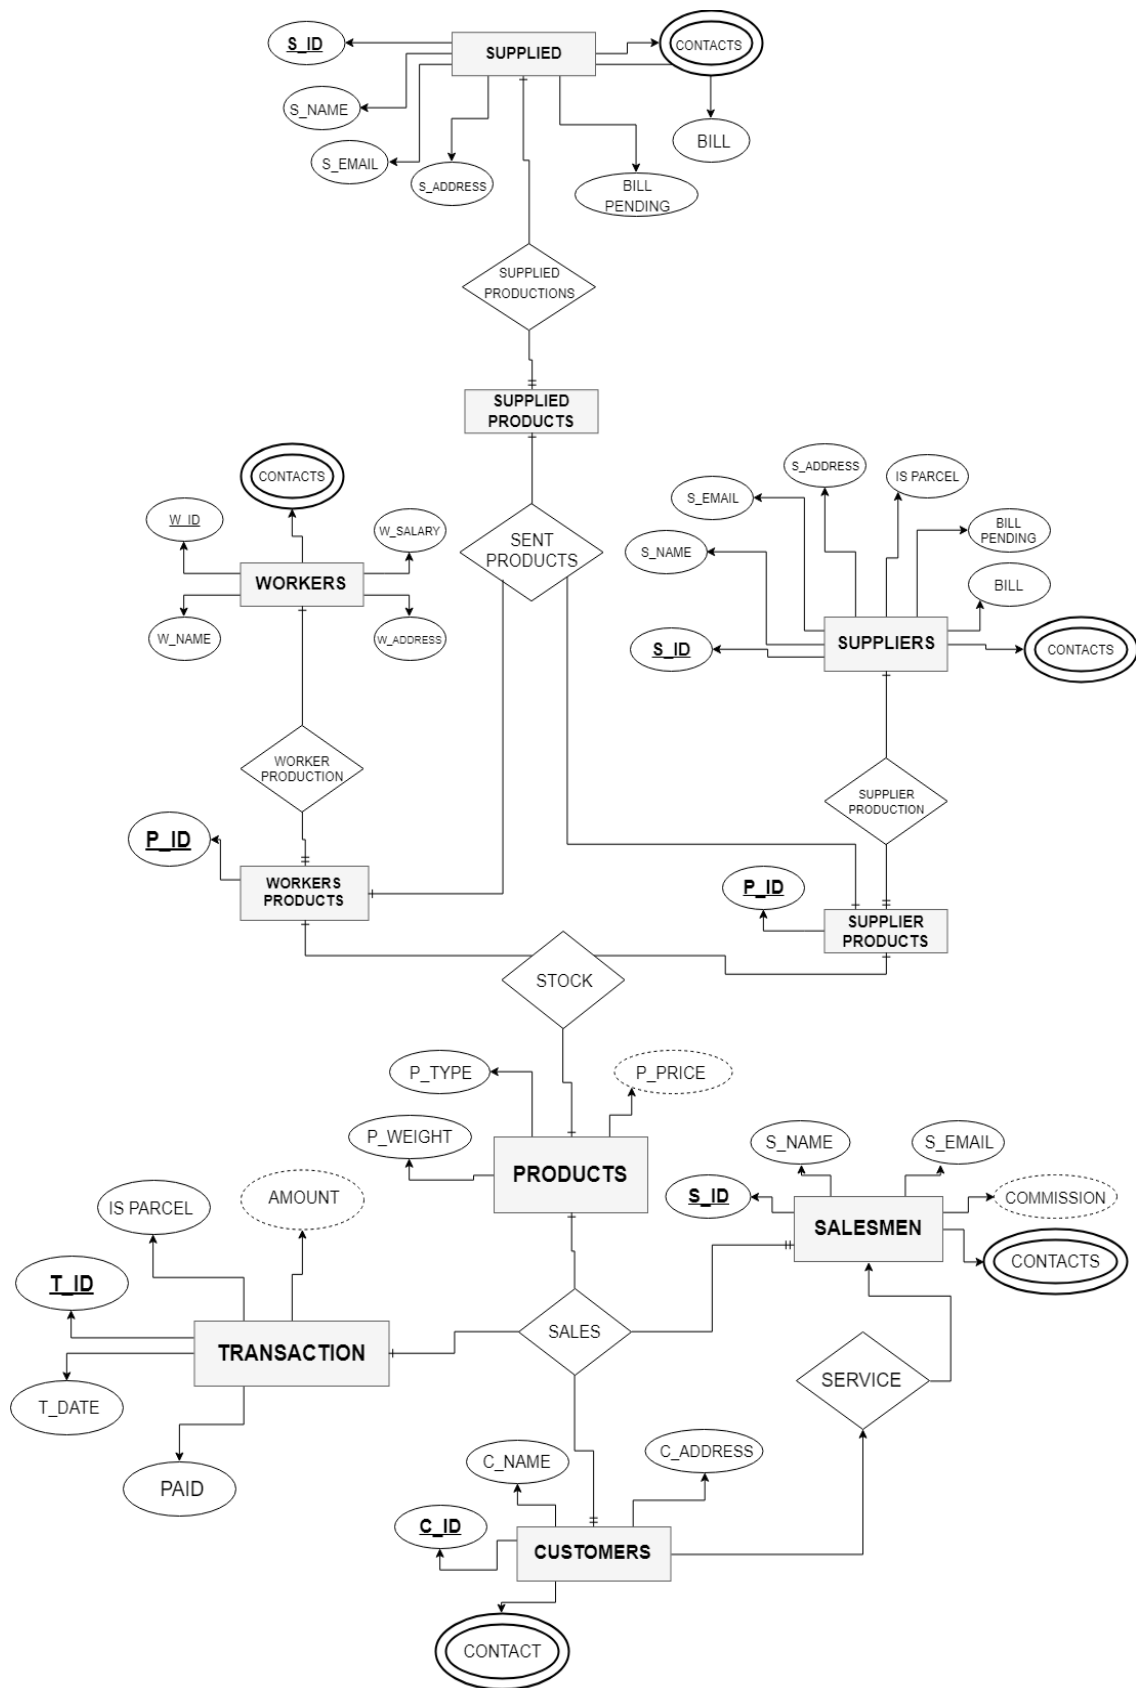 S_ID
SUPPLIED
CONTACTS
S_NAME
BILL
S_EMAIL
S_ADDRESS
BILL
PENDING
SUPPLIED
PRODUCTIONS
SUPPLIED
PRODUCTS
CONTACTS
S_ADDRESS
IS PARCEL
S_EMAIL
W_ID
W_SALARY
SENT
PRODUCTS
BILL
PENDING
S_NAME
WORKERS
BILL
W_NAME
W_ADDRESS
SUPPLIERS
S_ID
CONTACTS
WORKER
PRODUCTION
SUPPLIER
PRODUCTION
P_ID
WORKERS
PRODUCTS
P_ID
SUPPLIER
PRODUCTS
STOCK
P_TYPE
P_PRICE
P_WEIGHT
PRODUCTS
S_NAME
S_EMAIL
AMOUNT
IS PARCEL
S_ID
COMMISSION
SALESMEN
CONTACTS
T_ID
TRANSACTION
SALES
SERVICE
T_DATE
C_NAME
C_ADDRESS
PAID
C_ID
CUSTOMERS
CONTACT